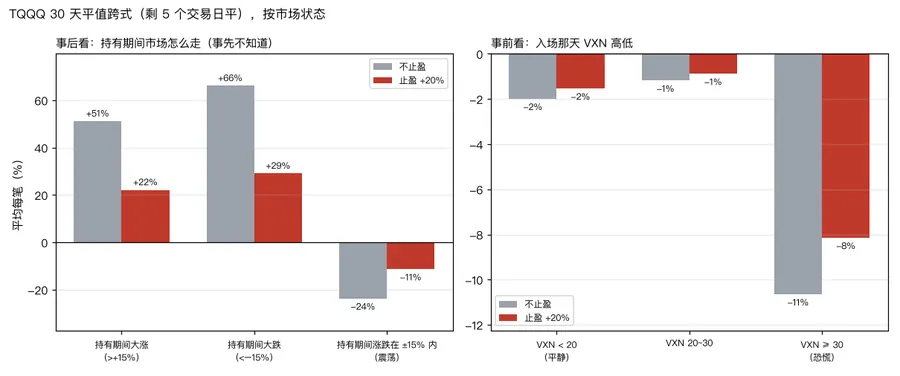 TQQQ 30 天平值跨式（剩 5 个交易日平），按市场状态
事后看：持有期间市场怎么走（事先不知道）
平均每笔（%）
60
40
20
0
−20
+51%
+22%
+66%
+29%
−24%
−11%
不止盈
止盈 +20%
持有期间大涨
（>+15%）
持有期间大跌
（<−15%）
持有期间涨跌在 ±15% 内
（震荡）
事前看：入场那天 VXN 高低
0
−2
−4
−6
−8
−10
−12
−2%
−2%
−1%
−1%
−11%
−8%
不止盈
止盈 +20%
VXN < 20
（平静）
VXN 20–30
VXN ⩾ 30
（恐慌）